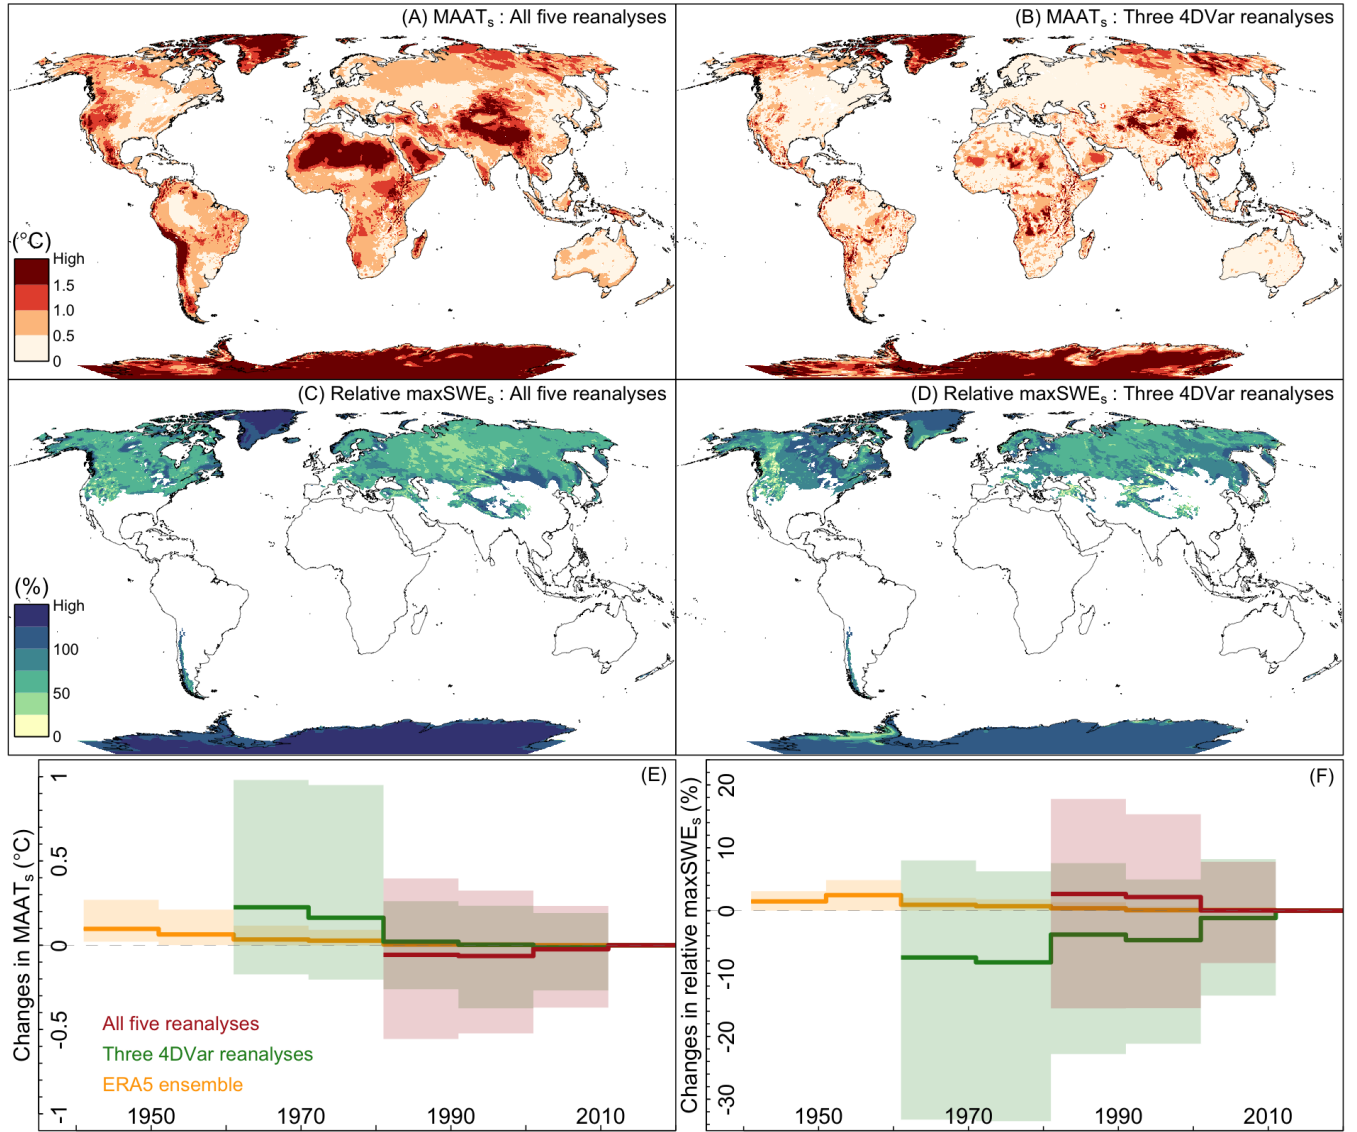 (A) MAATs : All five reanalyses
(B) MAATs : Three 4DVar reanalyses
(°C)
High
1.5
1.0
0.5
0
(C) Relative maxSWEs : All five reanalyses
(D) Relative maxSWEs : Three 4DVar reanalyses
(%)
High
100
50
0
(E)
Changes in MAATs (°C)
1
0.5
0
-0.5
-1
All five reanalyses
Three 4DVar reanalyses
ERA5 ensemble
1950
1970
1990
2010
(F)
Changes in relative maxSWEs (%)
20
10
0
-10
-20
-30
1950
1970
1990
2010